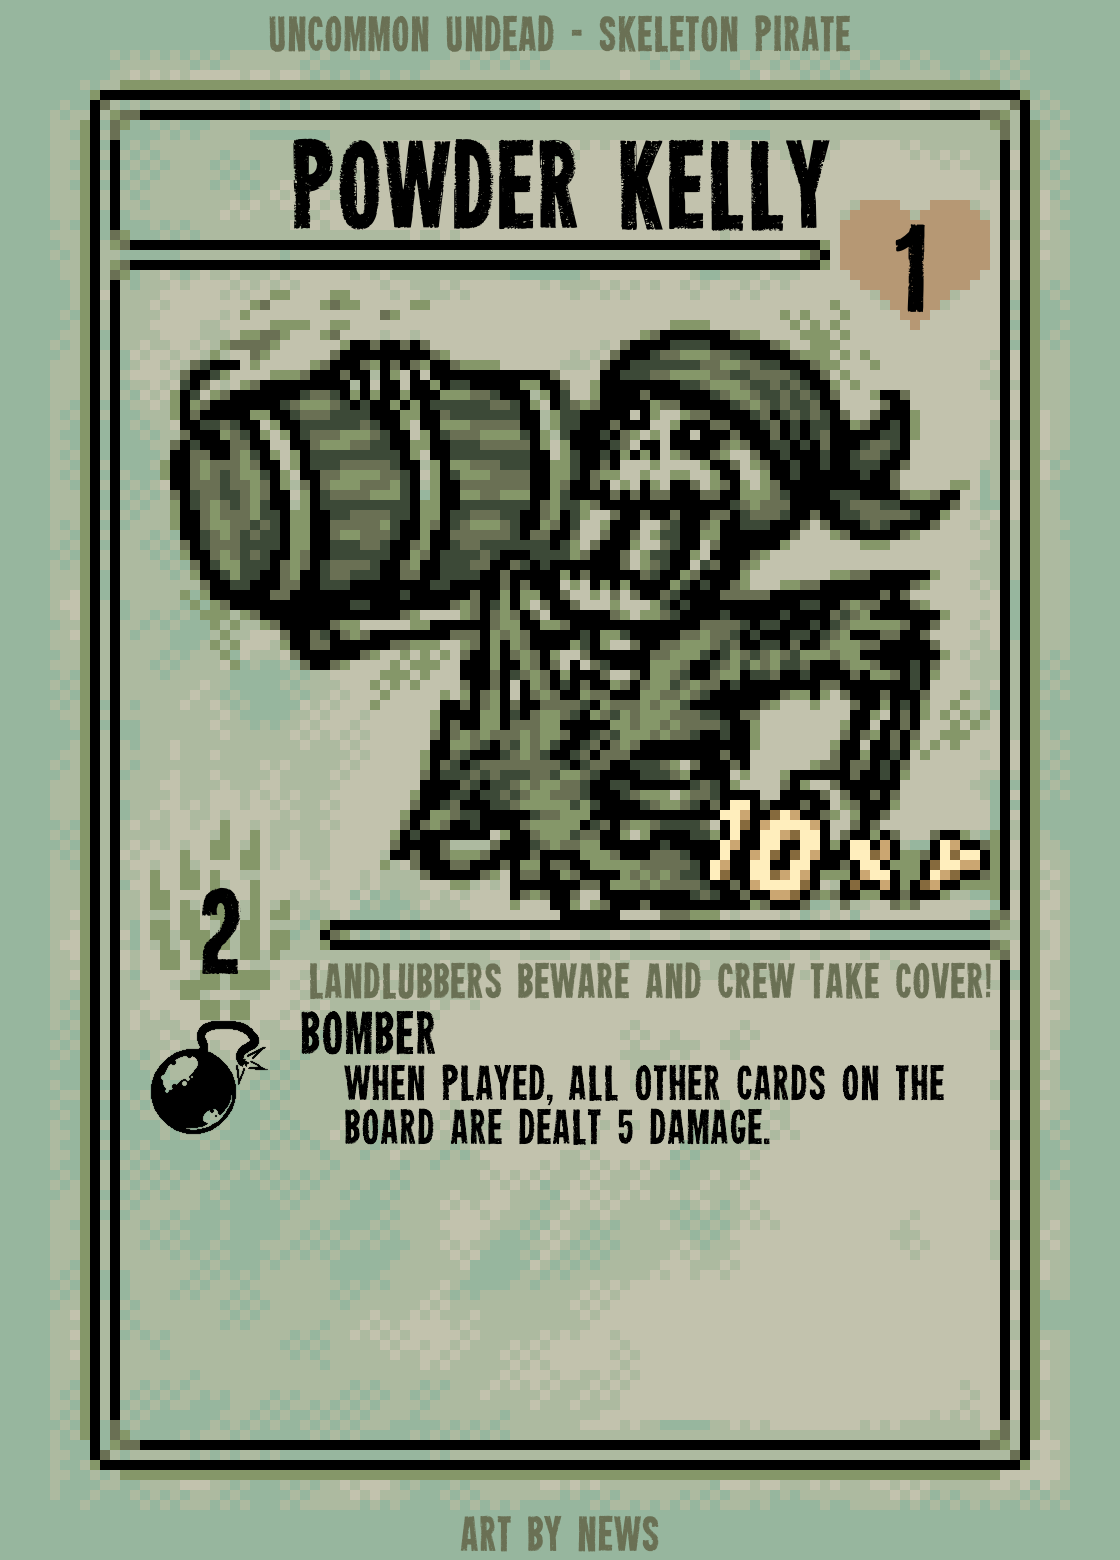 UNCOMMON UNDEAD - SKELETON PIRATE
POWDER KELLY
1
10 X P
2
LANDLUBBERS BEWARE AND CREW TAKE COVER!
BOMBER
WHEN PLAYED, ALL OTHER CARDS ON THE
BOARD ARE DEALT 5 DAMAGE.
ART BY NEWS